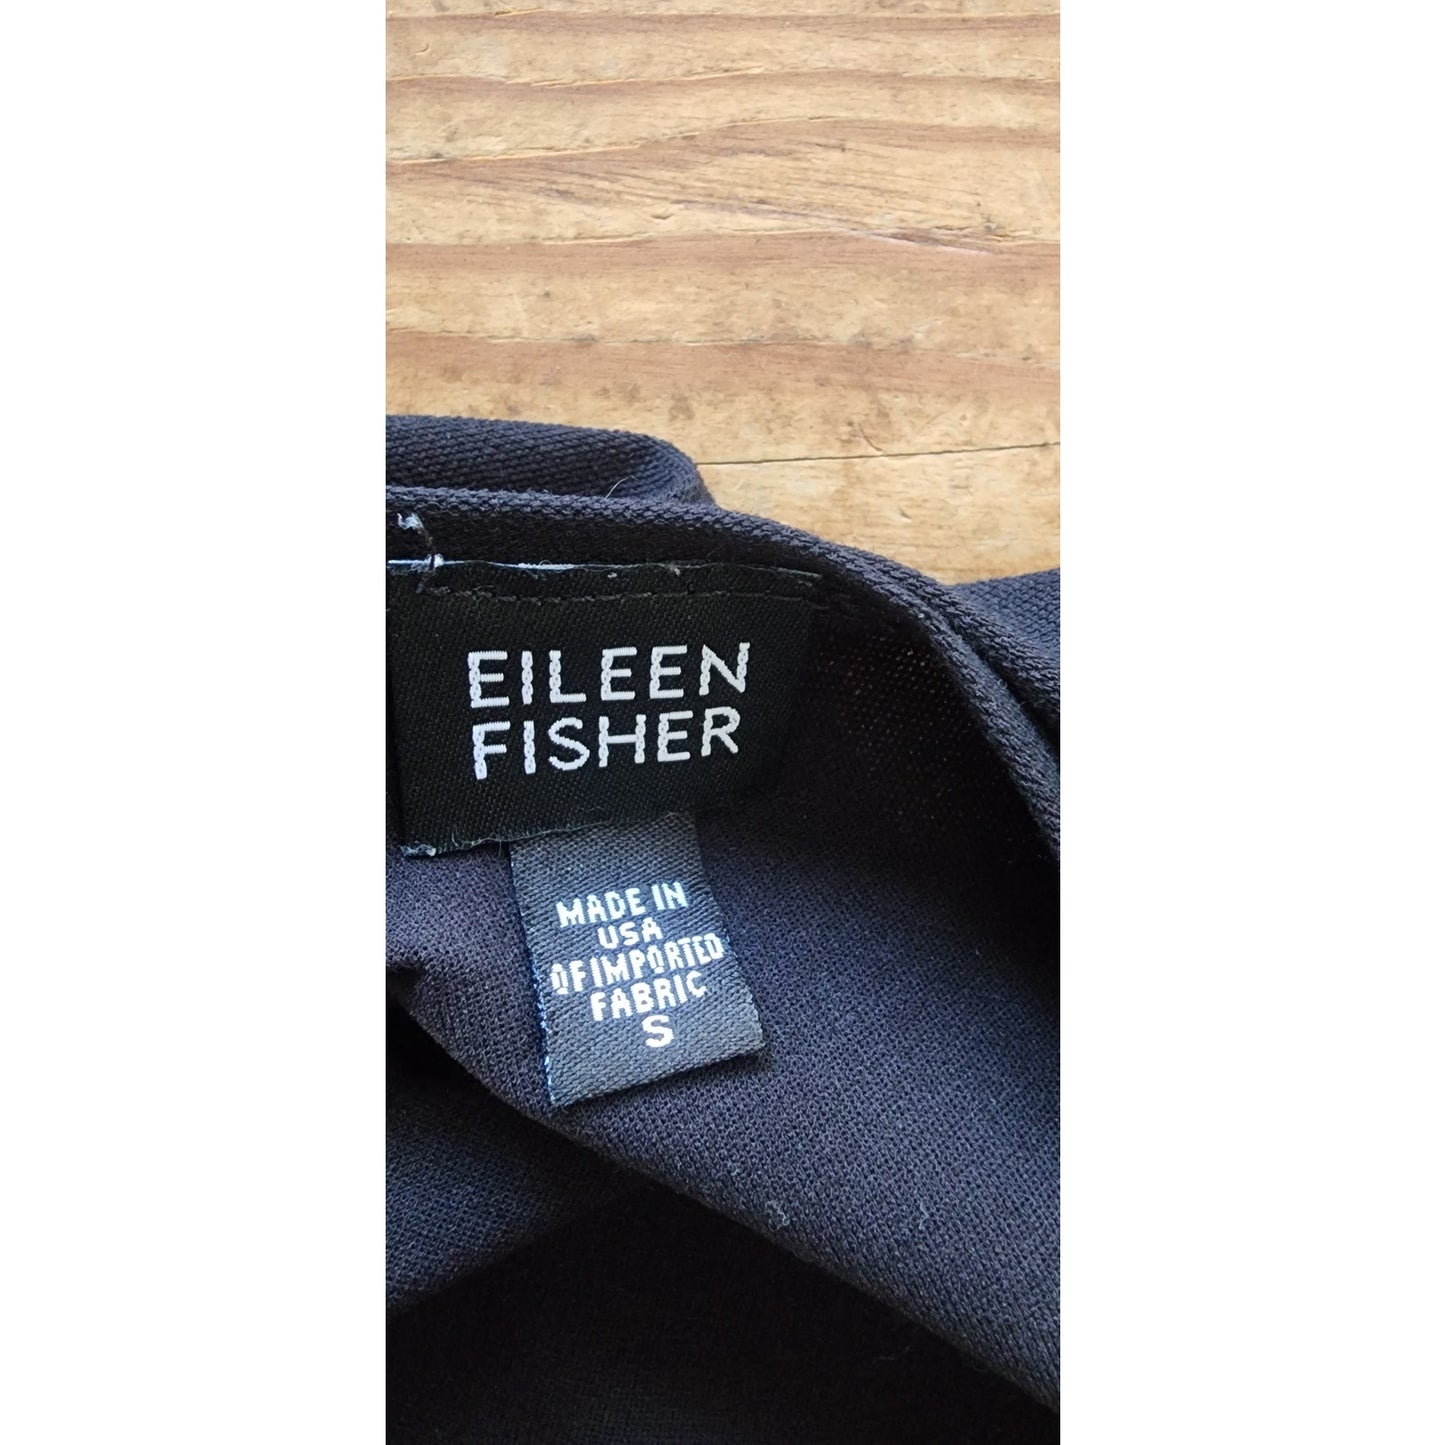 EILEEN
FISHER
MADE IN
USA
OF IMPORTED
FABRIC
S